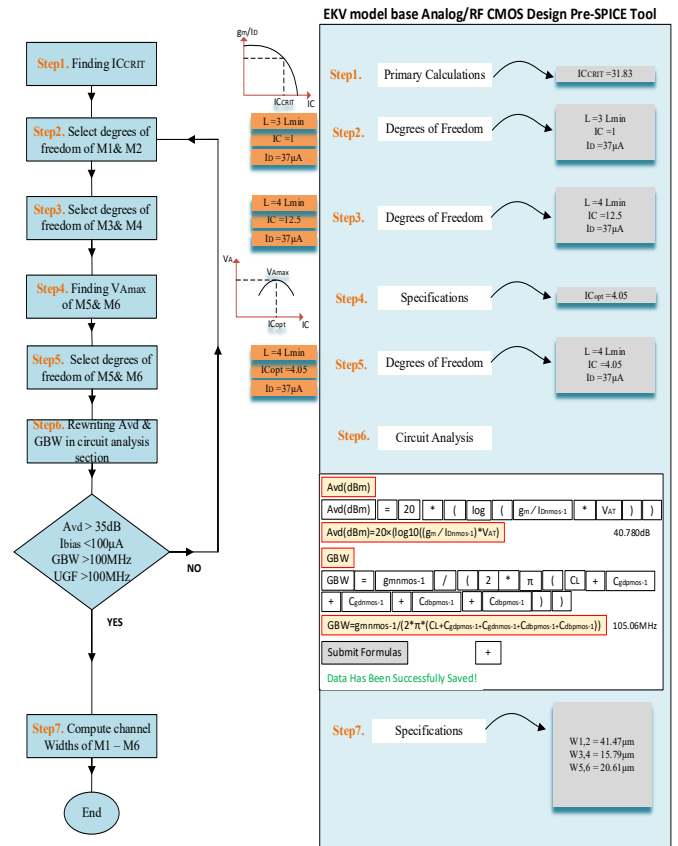 EKV model base Analog/RF CMOS Design Pre-SPICE Tool
Step1. Finding ICCRIT
gm/ID
ICCRIT
IC
Step1.
Primary Calculations
ICCRIT =31.83
Step2. Select degrees of
freedom of M1& M2
L =3 Lmin
IC =1
ID =37µA
Step2.
Degrees of Freedom
L =3 Lmin
IC =1
ID =37µA
Step3. Select degrees of
freedom of M3& M4
L =4 Lmin
IC =12.5
ID =37µA
Step3.
Degrees of Freedom
L =4 Lmin
IC =12.5
ID =37µA
Step4. Finding VAmax
of M5& M6
VA
VAmax
ICopt
IC
Step4.
Specifications
ICopt =4.05
Step5. Select degrees of
freedom of M5& M6
L =4 Lmin
ICopt =4.05
ID =37µA
Step5.
Degrees of Freedom
L =4 Lmin
IC =4.05
ID =37µA
Step6. Rewriting Avd &
GBW in circuit analysis
section
Step6.
Circuit Analysis
Avd > 35dB
Ibias <100µA
GBW >100MHz
UGF >100MHz
NO
YES
Avd(dBm)
Avd(dBm) = 20 * ( log ( gm/IDnmos-1 * VAT ) )
Avd(dBm)=20×(log10((gm/IDnmos-1)*VAT)
40.780dB
GBW
GBW = gmnmos-1 / ( 2 * π ( CL + Cgdpmos-1
+ Cgdnmos-1 + Cdbpmos-1 + Cdbpmos-1 ) )
GBW=gmnmos-1/(2*π*(CL+Cgdpmos-1+Cgdnmos-1+Cdbpmos-1+Cdbpmos-1))
105.06MHz
Submit Formulas
+
Data Has Been Successfully Saved!
Step7. Compute channel
Widths of M1 – M6
Step7.
Specifications
W1,2 = 41.47µm
W3,4 = 15.79µm
W5,6 = 20.61µm
End